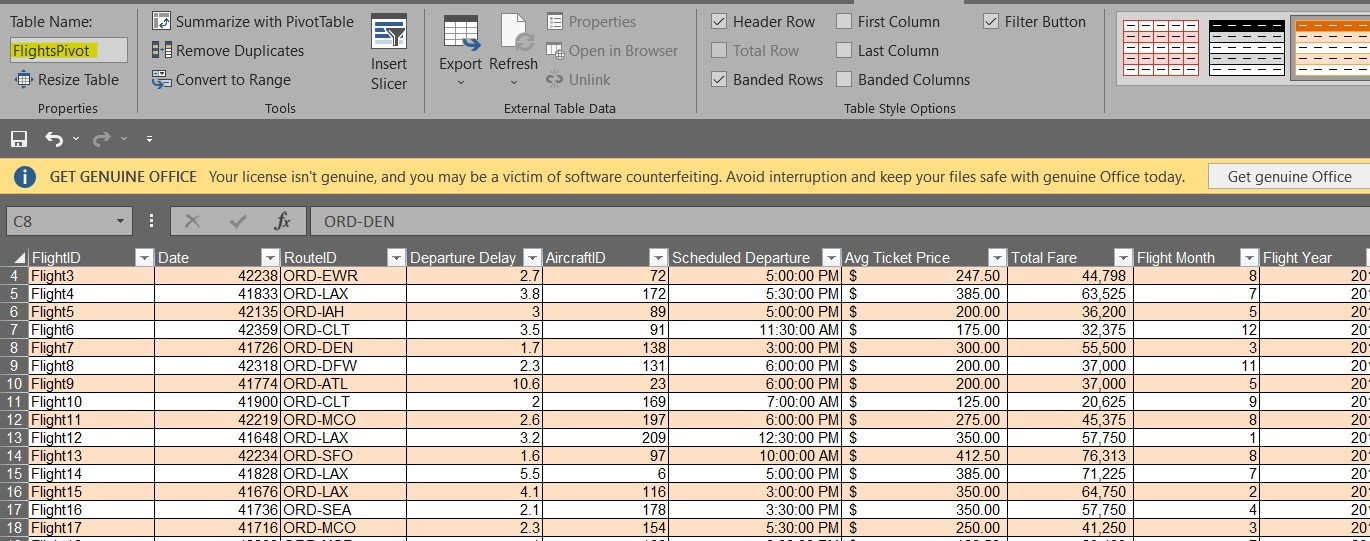 Table Name:
FlightsPivot
Resize Table
Properties
Summarize with PivotTable
Remove Duplicates
Convert to Range
Tools
Insert
Slicer
Export Refresh
Properties
Open in Browser
Unlink
External Table Data
Header Row First Column Filter Button
Total Row Last Column
Banded Rows Banded Columns
Table Style Options
i GET GENUINE OFFICE Your license isn't genuine, and you may be a victim of software counterfeiting. Avoid interruption and keep your files safe with genuine Office today. Get genuine Office
C8 fx ORD-DEN
FlightID Date RouteID Departure Delay AircraftID Scheduled Departure Avg Ticket Price Total Fare Flight Month Flight Year
4 Flight3 42238 ORD-EWR 2.7 72 5:00:00 PM $ 247.50 44,798 8 20
5 Flight4 41833 ORD-LAX 3.8 172 5:30:00 PM $ 385.00 63,525 7 20
6 Flight5 42135 ORD-IAH 3 89 5:00:00 PM $ 200.00 36,200 5 20
7 Flight6 42359 ORD-CLT 3.5 91 11:30:00 AM $ 175.00 32,375 12 20
8 Flight7 41726 ORD-DEN 1.7 138 3:00:00 PM $ 300.00 55,500 3 20
9 Flight8 42318 ORD-DFW 2.3 131 6:00:00 PM $ 200.00 37,000 11 20
10 Flight9 41774 ORD-ATL 10.6 23 6:00:00 PM $ 200.00 37,000 5 20
11 Flight10 41900 ORD-CLT 2 169 7:00:00 AM $ 125.00 20,625 9 20
12 Flight11 42219 ORD-MCO 2.6 197 6:00:00 PM $ 275.00 45,375 8 20
13 Flight12 41648 ORD-LAX 3.2 209 12:30:00 PM $ 350.00 57,750 1 20
14 Flight13 42234 ORD-SFO 1.6 97 10:00:00 AM $ 412.50 76,313 8 20
15 Flight14 41828 ORD-LAX 5.5 6 5:00:00 PM $ 385.00 71,225 7 20
16 Flight15 41676 ORD-LAX 4.1 116 3:00:00 PM $ 350.00 64,750 2 20
17 Flight16 41736 ORD-SEA 2.1 178 3:30:00 PM $ 350.00 57,750 4 20
18 Flight17 41716 ORD-MCO 2.3 154 5:30:00 PM $ 250.00 41,250 3 20